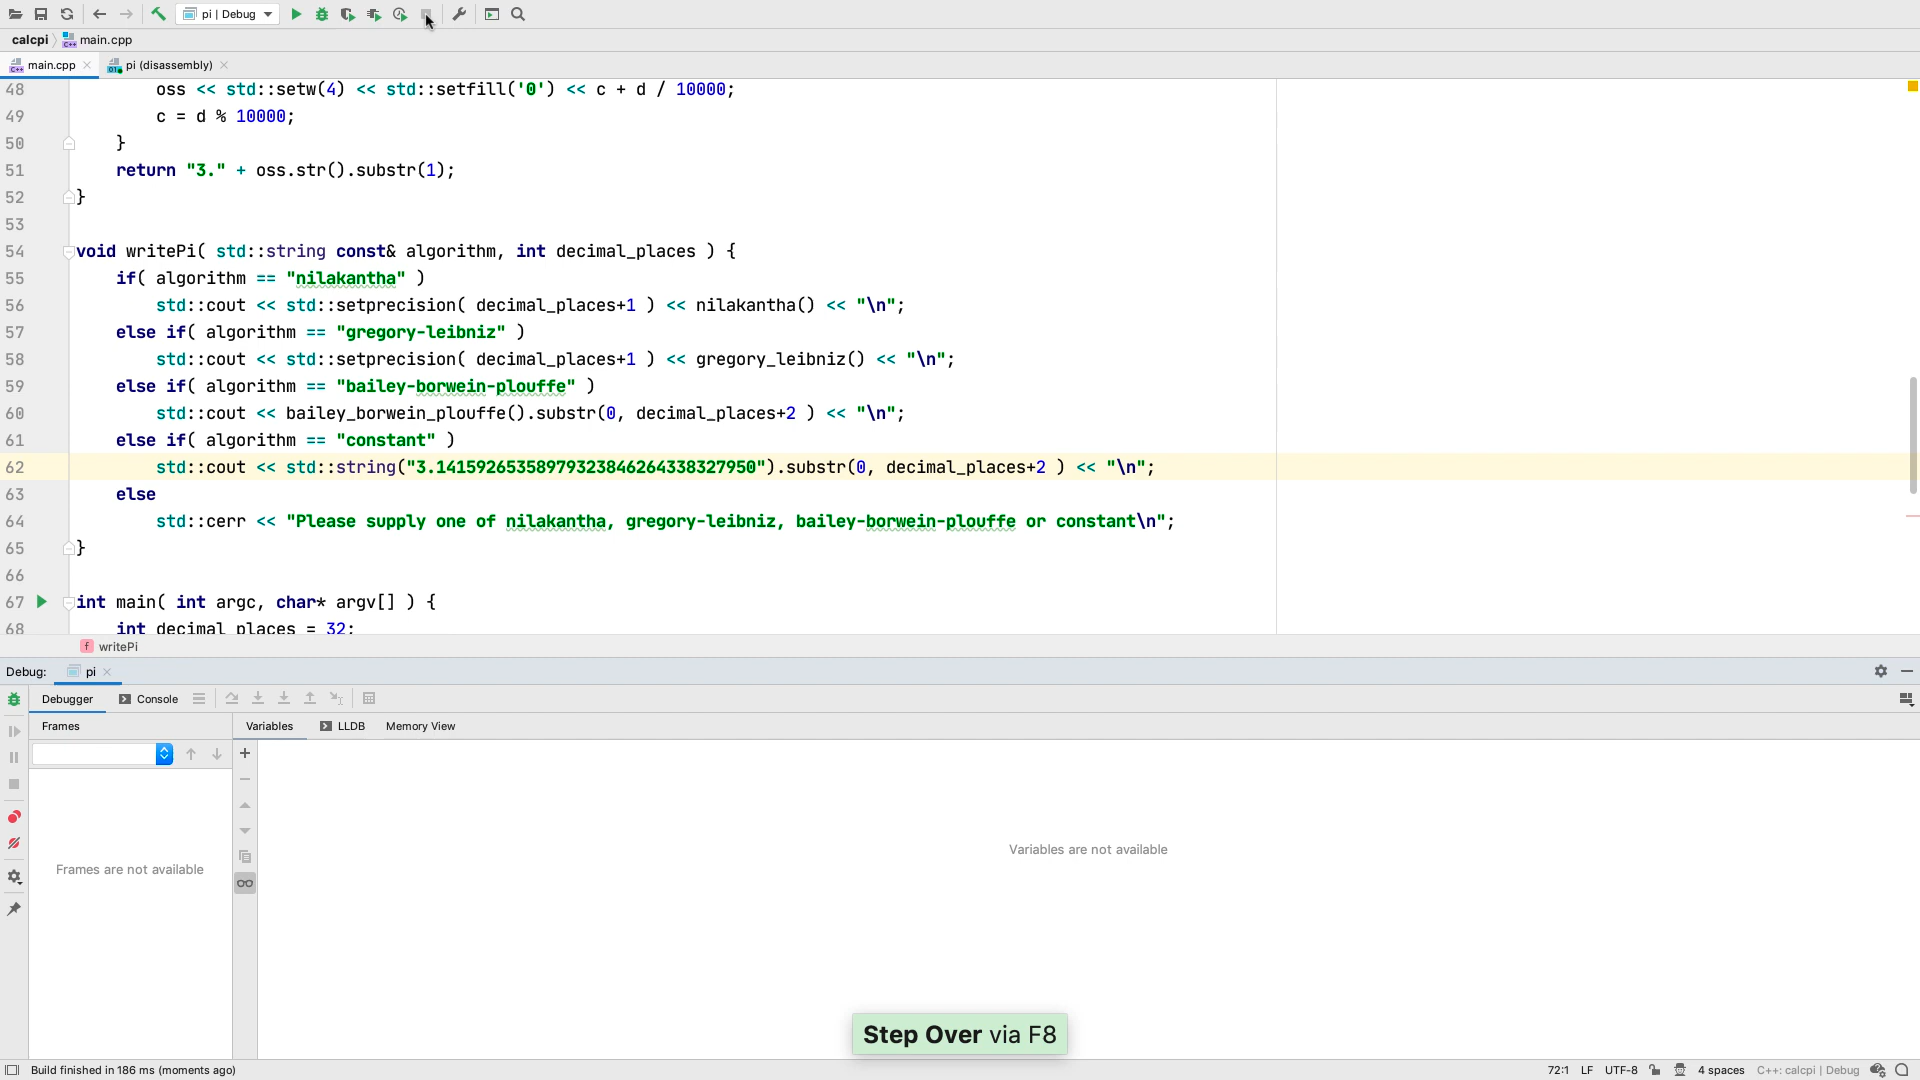 pi | Debug
calcpi main.cpp
main.cpp pi (disassembly)
48 oss << std::setw(4) << std::setfill('0') << c + d / 10000;
49 c = d % 10000;
50 }
51 return "3." + oss.str().substr(1);
52 }
53
54 void writePi( std::string const& algorithm, int decimal_places ) {
55 if( algorithm == "nilakantha" )
56 std::cout << std::setprecision( decimal_places+1 ) << nilakantha() << "\n";
57 else if( algorithm == "gregory-leibniz" )
58 std::cout << std::setprecision( decimal_places+1 ) << gregory_leibniz() << "\n";
59 else if( algorithm == "bailey-borwein-plouffe" )
60 std::cout << bailey_borwein_plouffe().substr(0, decimal_places+2 ) << "\n";
61 else if( algorithm == "constant" )
62 std::cout << std::string("3.14159265358979323846264338327950").substr(0, decimal_places+2 ) << "\n";
63 else
64 std::cerr << "Please supply one of nilakantha, gregory-leibniz, bailey-borwein-plouffe or constant\n";
65 }
66
67 int main( int argc, char* argv[] ) {
68 int decimal_places = 32;
f writePi
Debug: pi
Debugger Console
Frames Variables LLDB Memory View
Variables are not available
Frames are not available
Step Over via F8
Build finished in 186 ms (moments ago) 72:1 LF UTF-8 4 spaces C++: calcpi | Debug